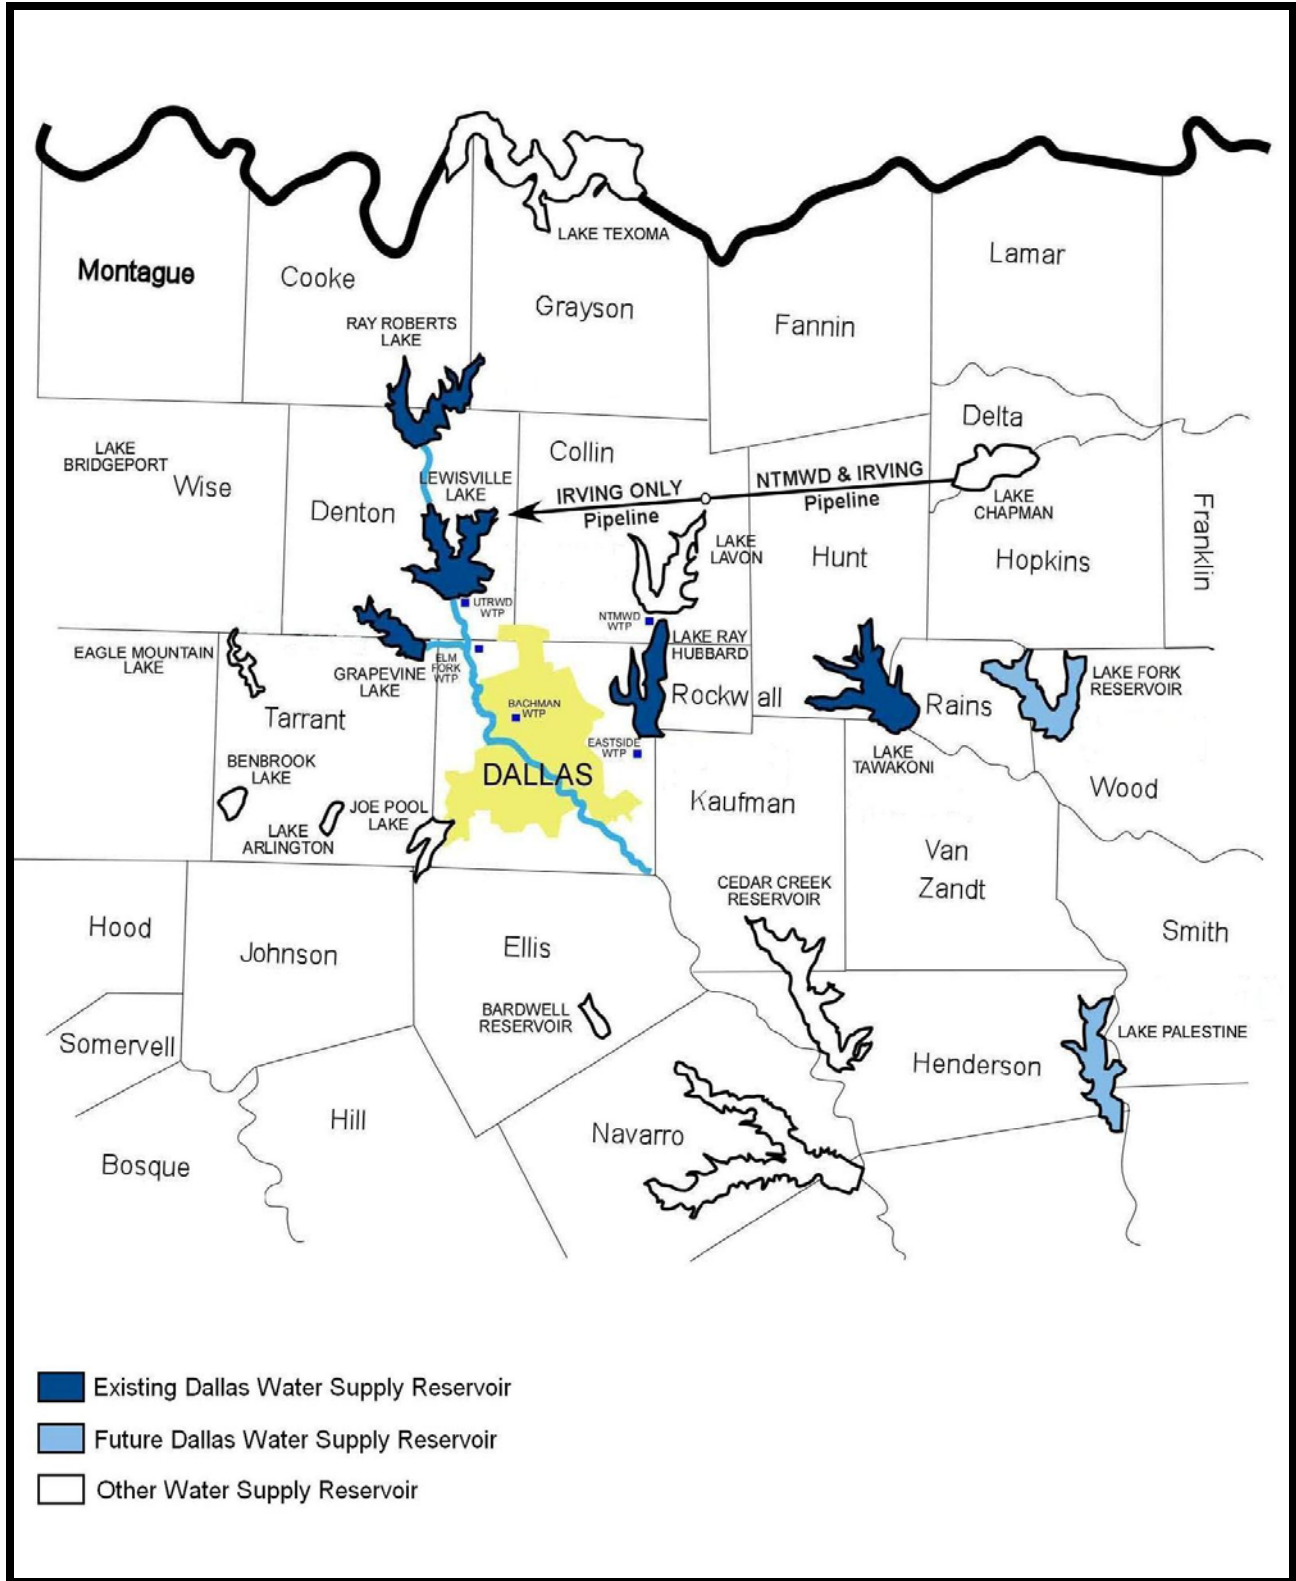 LAKE TEXOMA
Lamar
Montague
Cooke
Grayson
Fannin
RAY ROBERTS
LAKE
Delta
LAKE
BRIDGEPORT
Wise
Collin
LEWISVILLE
LAKE
NTMWD & IRVING
Pipeline
IRVING ONLY
Pipeline
LAKE
CHAPMAN
Denton
Franklin
LAKE
LAVON
Hunt
Hopkins
UTRWD
WTP
NTMWD
WTP
LAKE RAY
HUBBARD
EAGLE MOUNTAIN
LAKE
GRAPEVINE
LAKE
ELM
FORK
WTP
LAKE FORK
RESERVOIR
Rockwall
Rains
Tarrant
BACHMAN
WTP
EASTSIDE
WTP
LAKE
TAWAKONI
BENBROOK
LAKE
DALLAS
Wood
Kaufman
JOE POOL
LAKE
LAKE
ARLINGTON
Van
Zandt
CEDAR CREEK
RESERVOIR
Hood
Johnson
Ellis
Smith
BARDWELL
RESERVOIR
LAKE PALESTINE
Somervell
Henderson
Hill
Navarro
Bosque
Existing Dallas Water Supply Reservoir
Future Dallas Water Supply Reservoir
Other Water Supply Reservoir